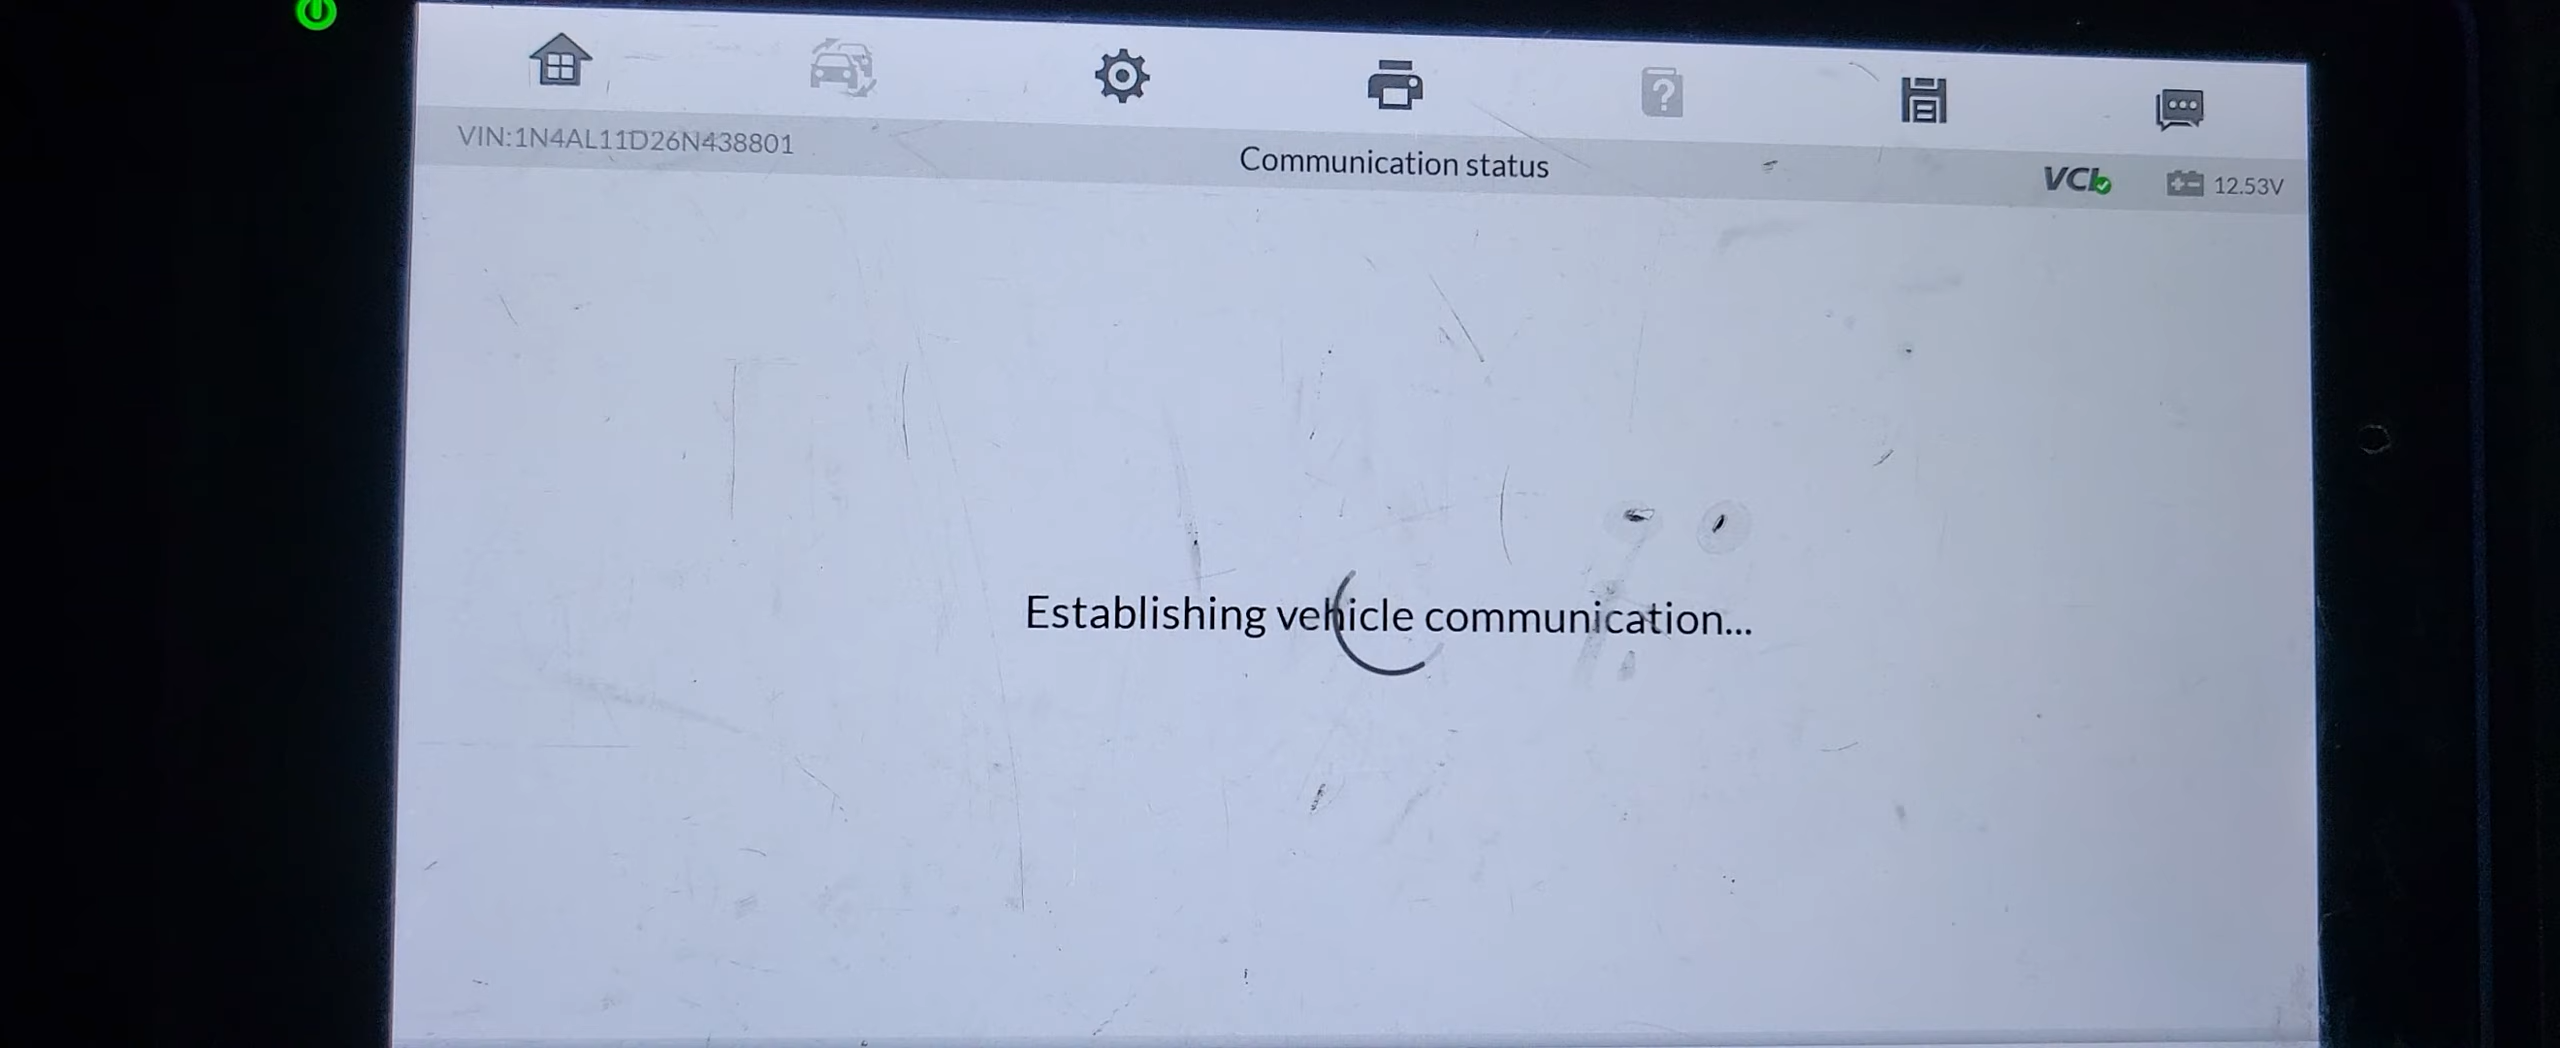 VIN:1N4AL11D26N438801
Communication status
VCI
12.53V
Establishing vehicle communication...